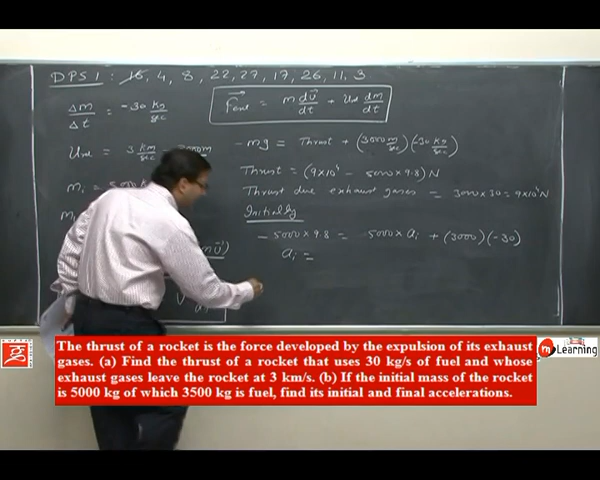 DPS 1 : 16, 4, 8, 22, 27, 17, 26, 11, 3
Δm/Δt = -30 kg/sec
F⃗ext = m dv⃗/dt + Urel dm/dt
Urel = 3 km/sec = 3000m
- mg = Thrust + (3000 m/sec)(-30 kg/sec)
Thrust = (9×10⁴ - 5000×9.8) N
mi = 5000 kg
Thrust due exhaust gases = 3000×30 = 9×10⁴ N
Initially
- 5000×9.8 = - 5000×ai + (3000)(-30)
ai =
The thrust of a rocket is the force developed by the expulsion of its exhaust
gases. (a) Find the thrust of a rocket that uses 30 kg/s of fuel and whose
exhaust gases leave the rocket at 3 km/s. (b) If the initial mass of the rocket
is 5000 kg of which 3500 kg is fuel, find its initial and final accelerations.
Learning